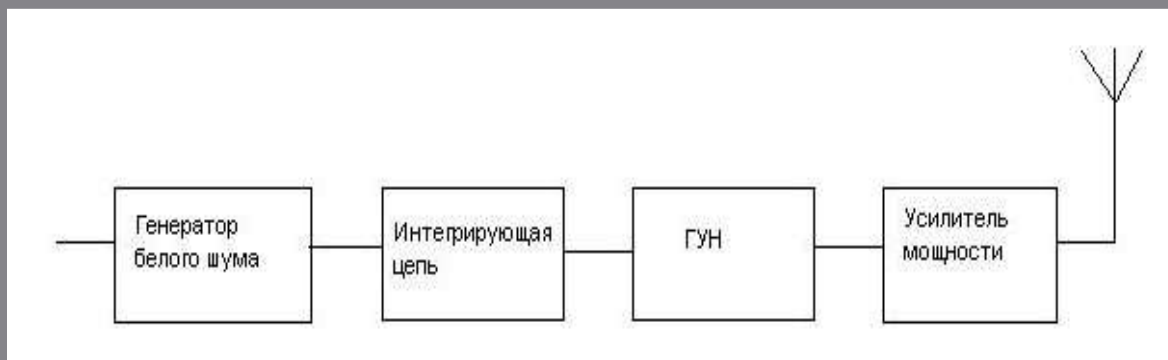 Генератор
белого шума
Интегрирующая
цепь
ГУН
Усилитель
мощности